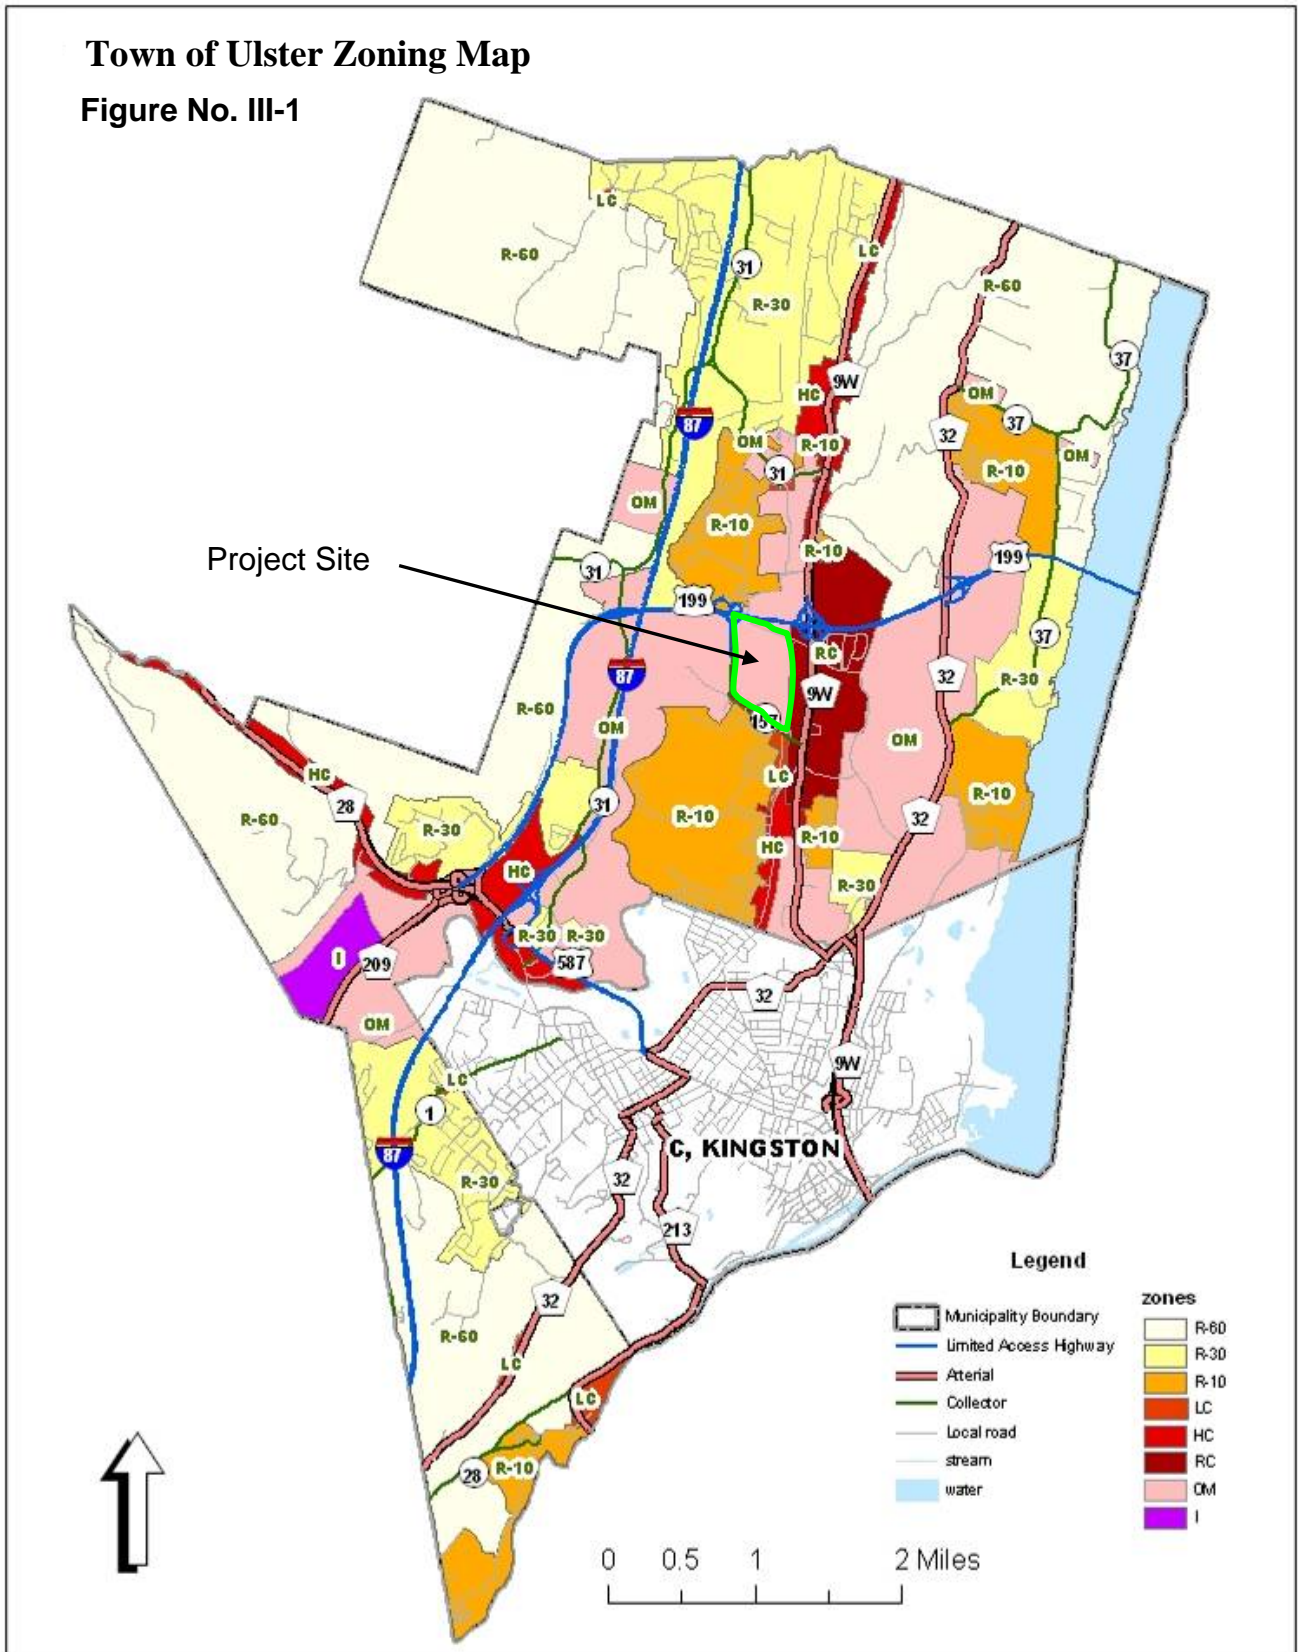 Town of Ulster Zoning Map
Figure No. III-1
LC
R-60
31
LC
R-30
R-60
37
9W
HC
OM
37
87
32
OM
R-10
OM
31
R-10
OM
R-10
R-10
199
Project Site
31
199
37
RC
87
32
R-30
9W
R-60
157
OM
OM
LC
HC
28
31
R-10
R-10
32
R-60
R-30
R-10
HC
HC
R-30
R-30
R-30
I
209
587
32
OM
9W
LC
1
C, KINGSTON
87
32
R-30
213
Legend
32
R-60
LC
LC
28
R-10
Municipality Boundary
Limited Access Highway
Arterial
Collector
Local road
stream
water
zones
R-60
R-30
R-10
LC
HC
RC
OM
I
0 0.5 1 2 Miles